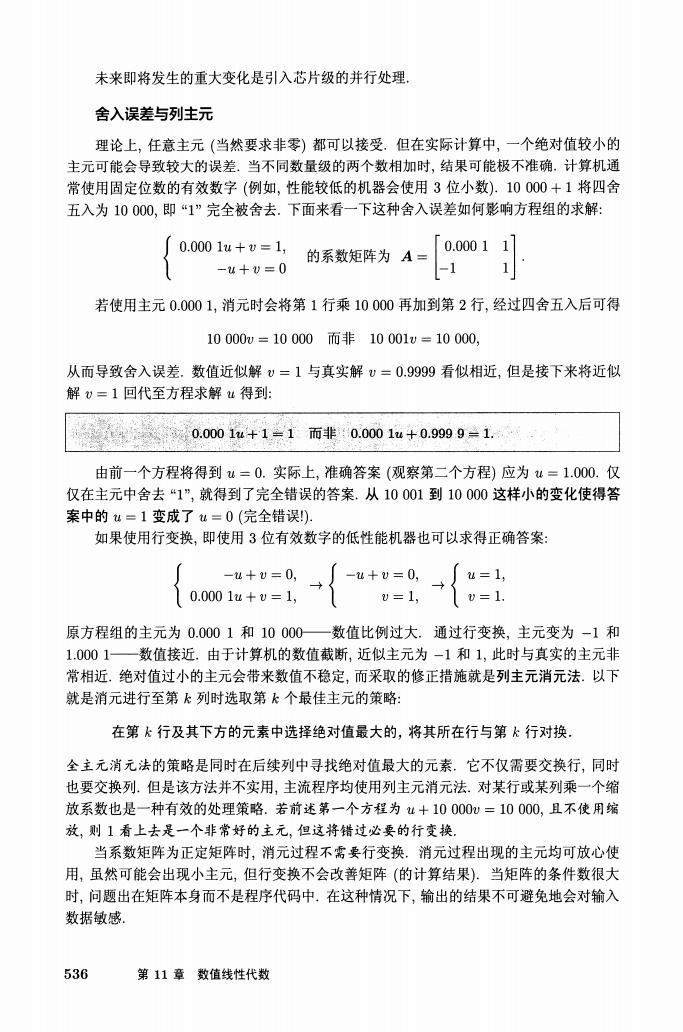 未来即将发生的重大变化是引入芯片级的并行处理.
舍入误差与列主元
理论上, 任意主元 (当然要求非零) 都可以接受. 但在实际计算中, 一个绝对值较小的
主元可能会导致较大的误差. 当不同数量级的两个数相加时, 结果可能极不准确. 计算机通
常使用固定位数的有效数字 (例如, 性能较低的机器会使用 3 位小数). 10 000 + 1 将四舍
五入为 10 000, 即 “1” 完全被舍去. 下面来看一下这种舍入误差如何影响方程组的求解:
{ 0.000 1u + v = 1, 的系数矩阵为 A = [ 0.000 1 1
−u + v = 0 −1 1 ] .
若使用主元 0.000 1, 消元时会将第 1 行乘 10 000 再加到第 2 行, 经过四舍五入后可得
10 000v = 10 000 而非 10 001v = 10 000,
从而导致舍入误差. 数值近似解 v = 1 与真实解 v = 0.9999 看似相近, 但是接下来将近似
解 v = 1 回代至方程求解 u 得到:
0.000 1u + 1 = 1 而非 0.000 1u + 0.999 9 = 1.
由前一个方程将得到 u = 0. 实际上, 准确答案 (观察第二个方程) 应为 u = 1.000. 仅
仅在主元中舍去 “1”, 就得到了完全错误的答案. 从 10 001 到 10 000 这样小的变化使得答
案中的 u = 1 变成了 u = 0 (完全错误!).
如果使用行变换, 即使用 3 位有效数字的低性能机器也可以求得正确答案:
{ −u + v = 0, → { −u + v = 0, → { u = 1,
0.000 1u + v = 1, v = 1, v = 1.
原方程组的主元为 0.000 1 和 10 000——数值比例过大. 通过行变换, 主元变为 −1 和
1.000 1——数值接近. 由于计算机的数值截断, 近似主元为 −1 和 1, 此时与真实的主元非
常相近. 绝对值过小的主元会带来数值不稳定, 而采取的修正措施就是列主元消元法. 以下
就是消元进行至第 k 列时选取第 k 个最佳主元的策略:
在第 k 行及其下方的元素中选择绝对值最大的, 将其所在行与第 k 行对换.
全主元消元法的策略是同时在后续列中寻找绝对值最大的元素. 它不仅需要交换行, 同时
也要交换列. 但是该方法并不实用, 主流程序均使用列主元消元法. 对某行或某列乘一个缩
放系数也是一种有效的处理策略. 若前述第一个方程为 u + 10 000v = 10 000, 且不使用缩
放, 则 1 看上去是一个非常好的主元, 但这将错过必要的行变换.
当系数矩阵为正定矩阵时, 消元过程不需要行变换. 消元过程出现的主元均可放心使
用, 虽然可能会出现小主元, 但行变换不会改善矩阵 (的计算结果). 当矩阵的条件数很大
时, 问题出在矩阵本身而不是程序代码中. 在这种情况下, 输出的结果不可避免地会对输入
数据敏感.
536 第 11 章 数值线性代数